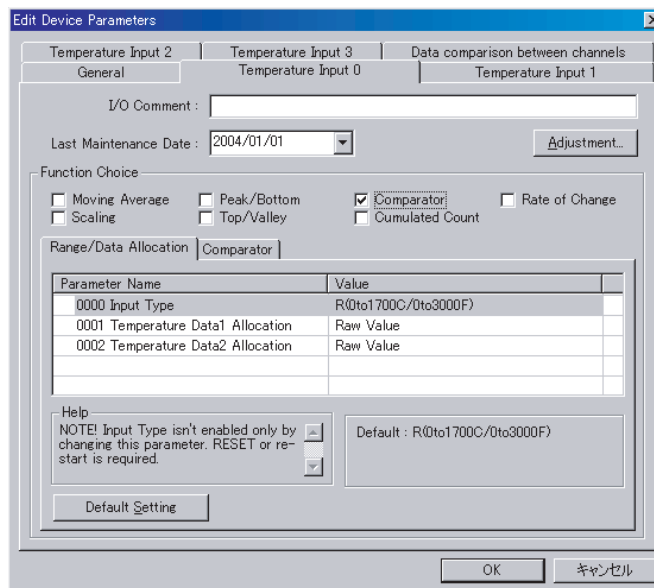 Edit Device Parameters
Temperature Input 2 Temperature Input 3 Data comparison between channels
General Temperature Input 0 Temperature Input 1
I/O Comment :
Last Maintenance Date : 2004/01/01 Adjustment...
Function Choice
Moving Average Peak/Bottom Comparator Rate of Change
Scaling Top/Valley Cumulated Count
Range/Data Allocation Comparator
Parameter Name Value
0000 Input Type R(0to1700C/0to3000F)
0001 Temperature Data1 Allocation Raw Value
0002 Temperature Data2 Allocation Raw Value
Help
NOTE! Input Type isn't enabled only by
changing this parameter. RESET or re-
start is required.
Default : R(0to1700C/0to3000F)
Default Setting
OK キャンセル